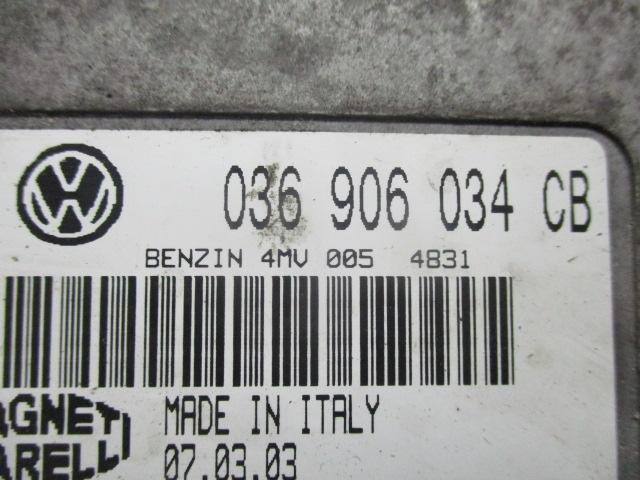 036 906 034 CB
BENZIN 4MV 005 4831
MADE IN ITALY
07.03.03